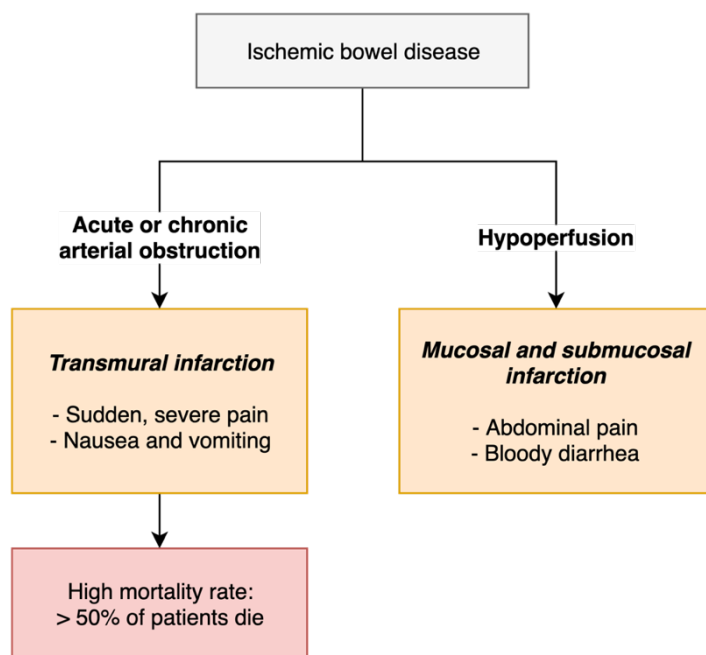 Ischemic bowel disease
Acute or chronic
arterial obstruction
Hypoperfusion
Transmural infarction
- Sudden, severe pain
- Nausea and vomiting
Mucosal and submucosal
infarction
- Abdominal pain
- Bloody diarrhea
High mortality rate:
> 50% of patients die